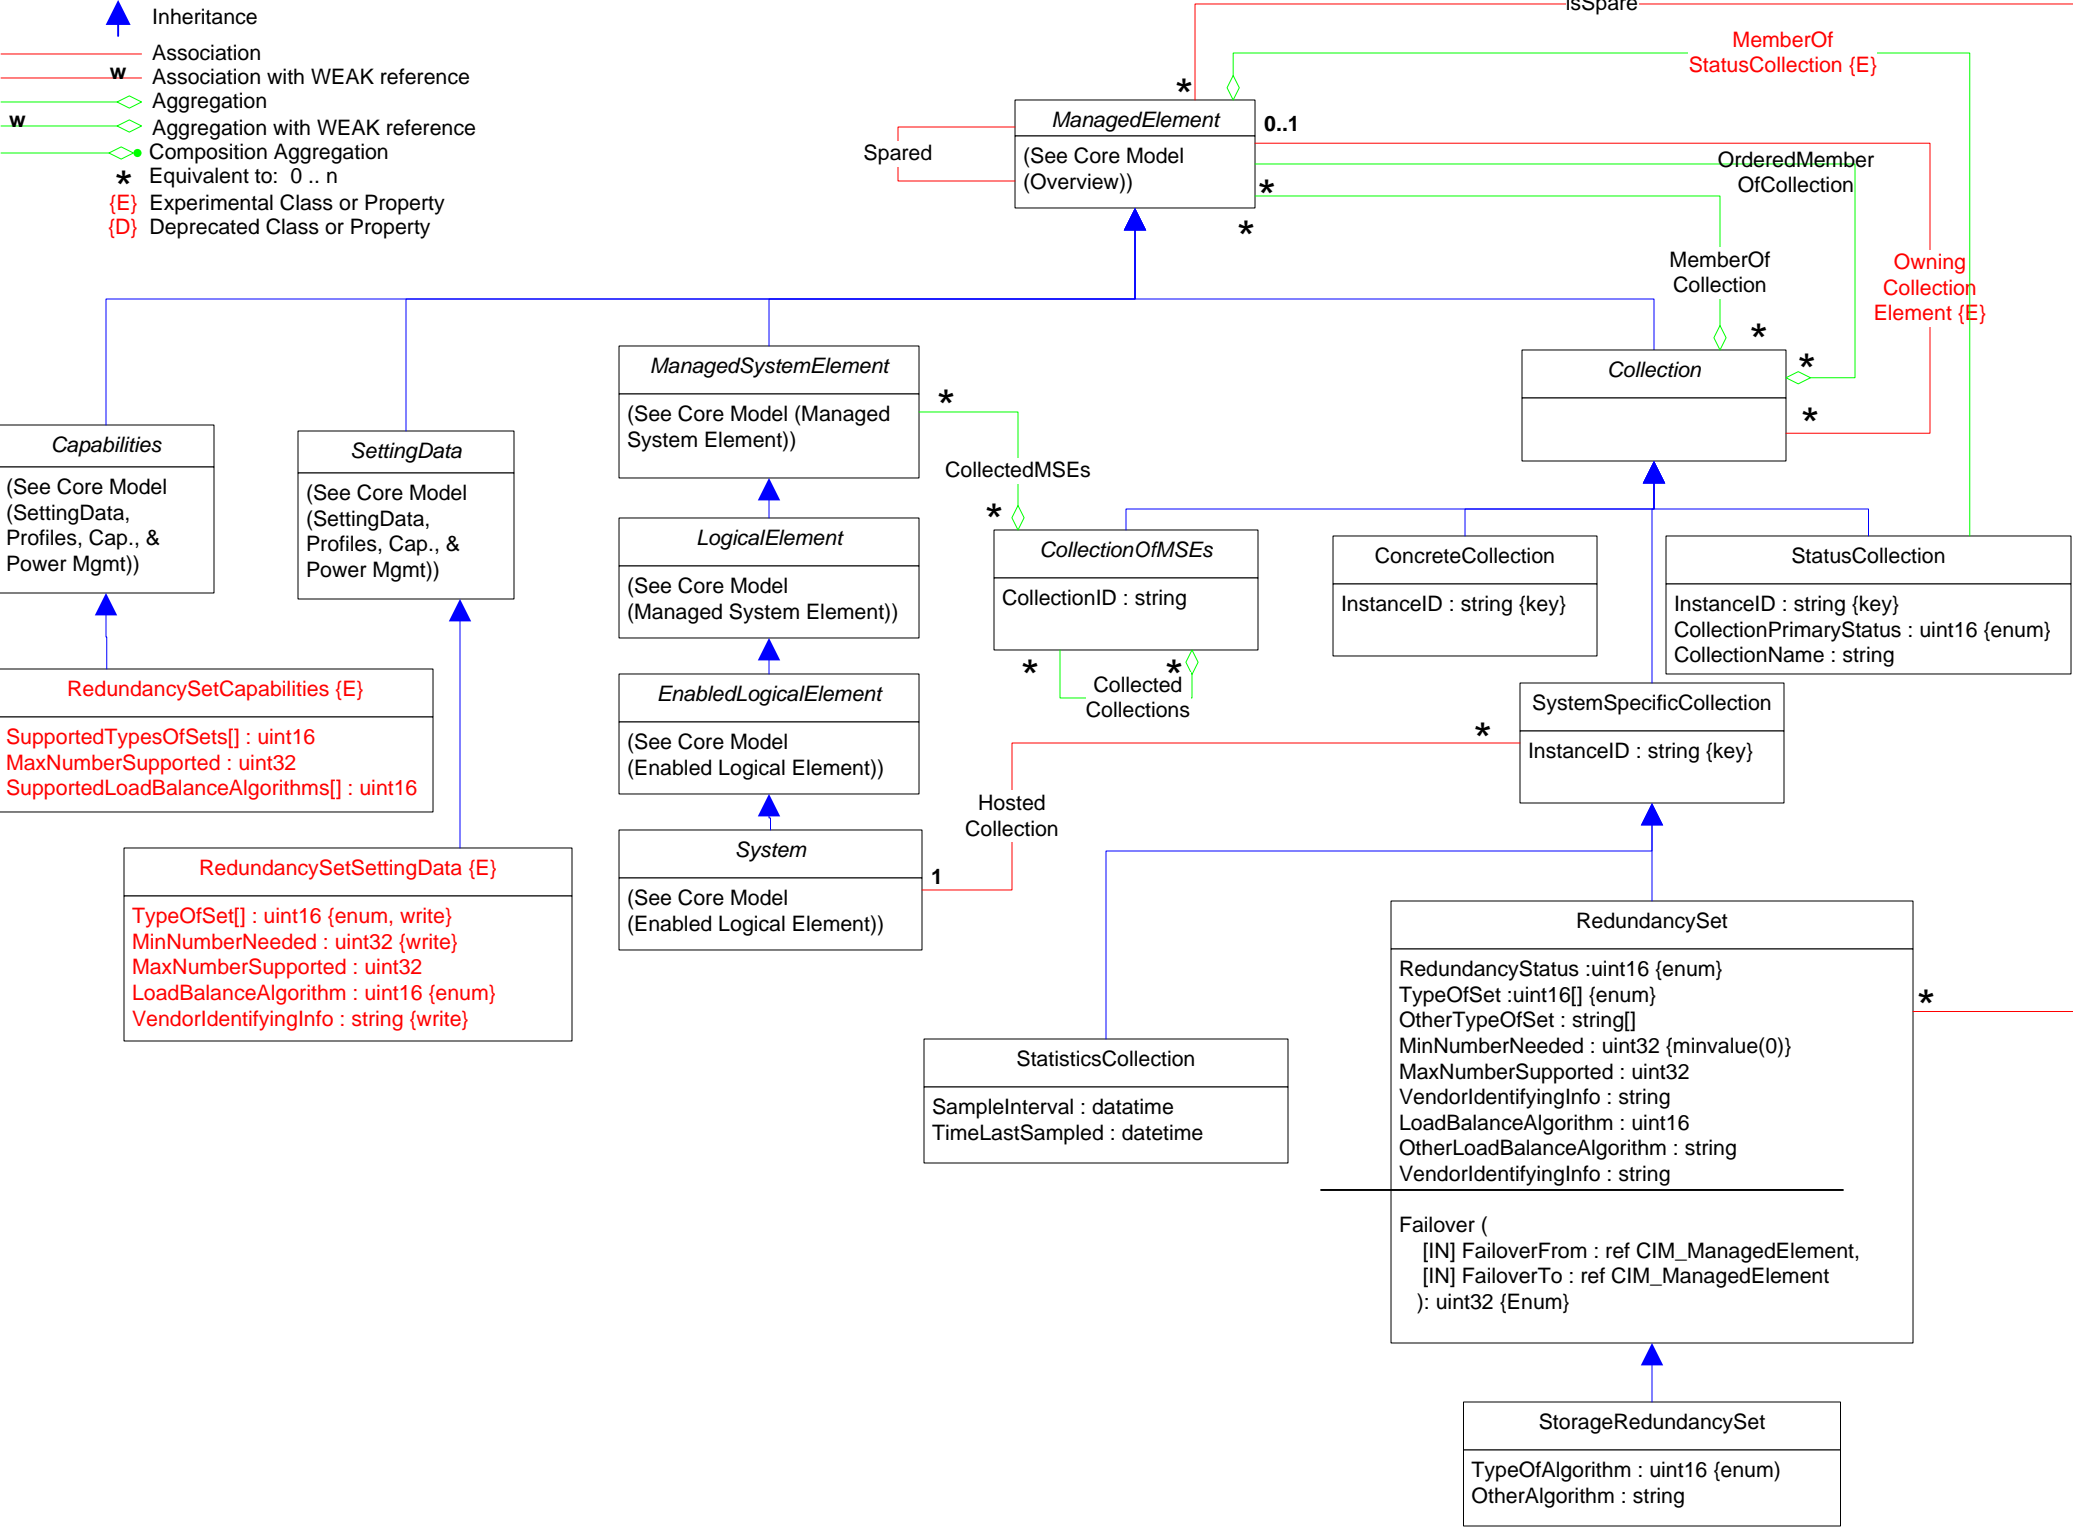 Inheritance
Association
w
Association with WEAK reference
Aggregation
w
Aggregation with WEAK reference
Composition Aggregation
* Equivalent to: 0 .. n
{E} Experimental Class or Property
{D} Deprecated Class or Property
IsSpare
MemberOf
StatusCollection {E}
*
ManagedElement
(See Core Model
(Overview))
0..1
*
*
Spared
OrderedMember
OfCollection
MemberOf
Collection
Owning
Collection
Element {E}
*
*
*
Collection
ManagedSystemElement
(See Core Model (Managed
System Element))
*
CollectedMSEs
*
Capabilities
(See Core Model
(SettingData,
Profiles, Cap., &
Power Mgmt))
SettingData
(See Core Model
(SettingData,
Profiles, Cap., &
Power Mgmt))
LogicalElement
(See Core Model
(Managed System Element))
CollectionOfMSEs
CollectionID : string
*
*
Collected
Collections
ConcreteCollection
InstanceID : string {key}
StatusCollection
InstanceID : string {key}
CollectionPrimaryStatus : uint16 {enum}
CollectionName : string
RedundancySetCapabilities {E}
SupportedTypesOfSets[] : uint16
MaxNumberSupported : uint32
SupportedLoadBalanceAlgorithms[] : uint16
EnabledLogicalElement
(See Core Model
(Enabled Logical Element))
SystemSpecificCollection
InstanceID : string {key}
*
Hosted
Collection
1
System
(See Core Model
(Enabled Logical Element))
RedundancySetSettingData {E}
TypeOfSet[] : uint16 {enum, write}
MinNumberNeeded : uint32 {write}
MaxNumberSupported : uint32
LoadBalanceAlgorithm : uint16 {enum}
VendorIdentifyingInfo : string {write}
RedundancySet
RedundancyStatus :uint16 {enum}
TypeOfSet :uint16[] {enum}
OtherTypeOfSet : string[]
MinNumberNeeded : uint32 {minvalue(0)}
MaxNumberSupported : uint32
VendorIdentifyingInfo : string
LoadBalanceAlgorithm : uint16
OtherLoadBalanceAlgorithm : string
VendorIdentifyingInfo : string
Failover (
[IN] FailoverFrom : ref CIM_ManagedElement,
[IN] FailoverTo : ref CIM_ManagedElement
): uint32 {Enum}
*
StatisticsCollection
SampleInterval : datatime
TimeLastSampled : datetime
StorageRedundancySet
TypeOfAlgorithm : uint16 {enum)
OtherAlgorithm : string